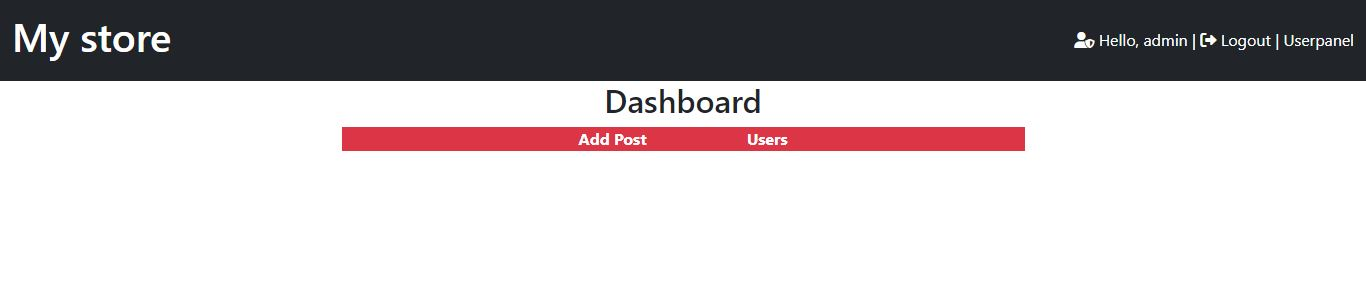 My store
Hello, admin | Logout | Userpanel
Dashboard
Add Post Users